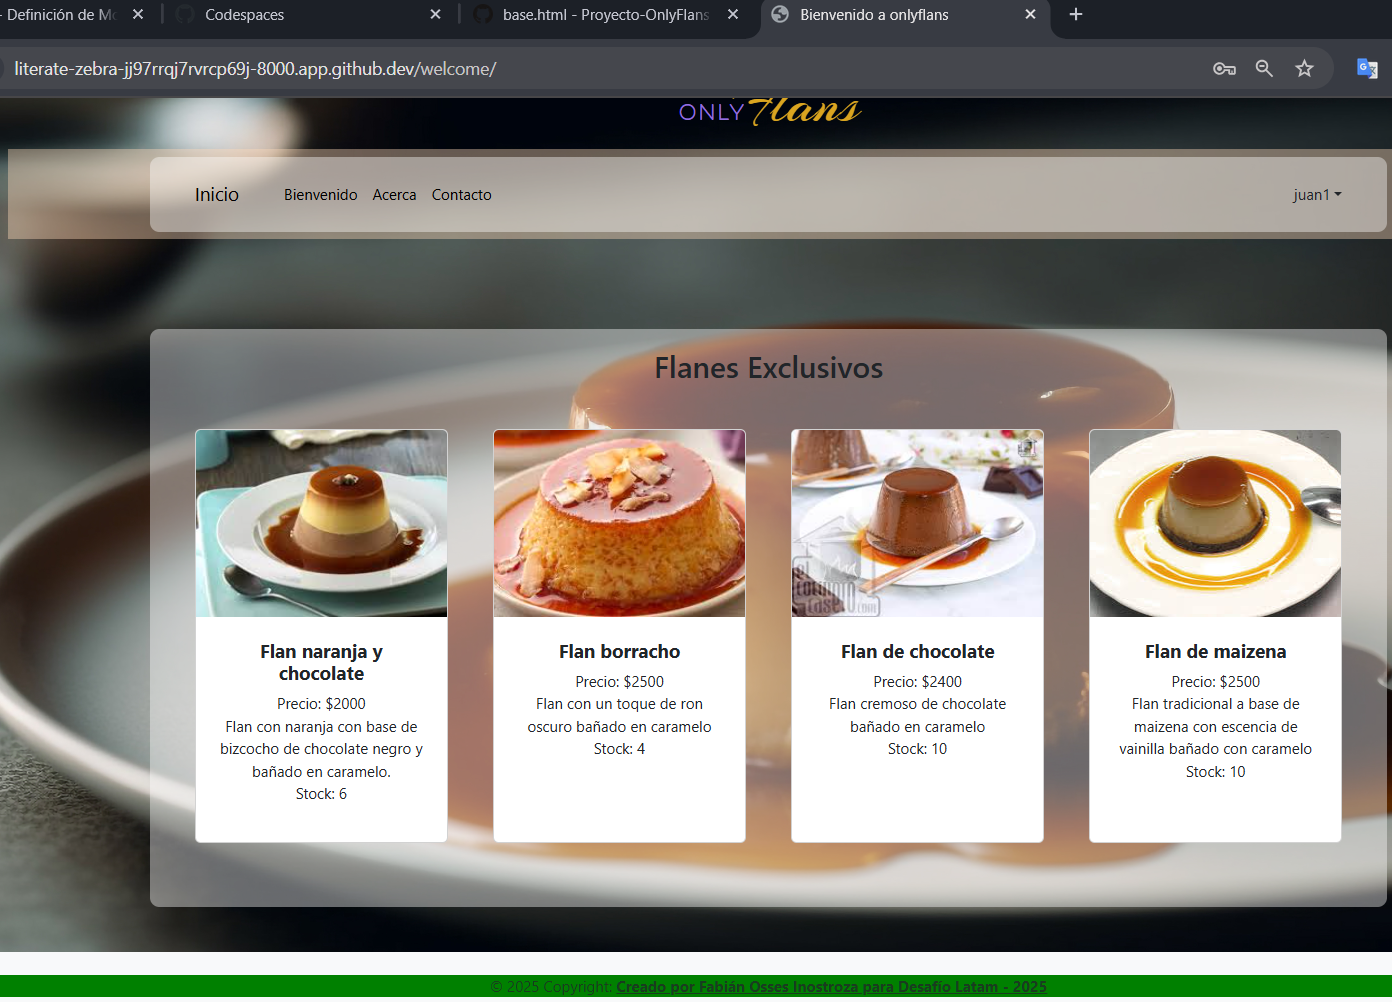 - Definición de Mo
Codespaces
base.html - Proyecto-OnlyFlans
Bienvenido a onlyflans
literate-zebra-jj97rrqj7rvrcp69j-8000.app.github.dev/welcome/
ONLY Flans
Inicio Bienvenido Acerca Contacto juan1
Flanes Exclusivos
Flan naranja y
chocolate
Precio: $2000
Flan con naranja con base de
bizcocho de chocolate negro y
bañado en caramelo.
Stock: 6
Flan borracho
Precio: $2500
Flan con un toque de ron
oscuro bañado en caramelo
Stock: 4
el
tornillo
casero.com
Flan de chocolate
Precio: $2400
Flan cremoso de chocolate
bañado en caramelo
Stock: 10
Flan de maizena
Precio: $2500
Flan tradicional a base de
maizena con escencia de
vainilla bañado con caramelo
Stock: 10
© 2025 Copyright: Creado por Fabián Osses Inostroza para Desafío Latam - 2025